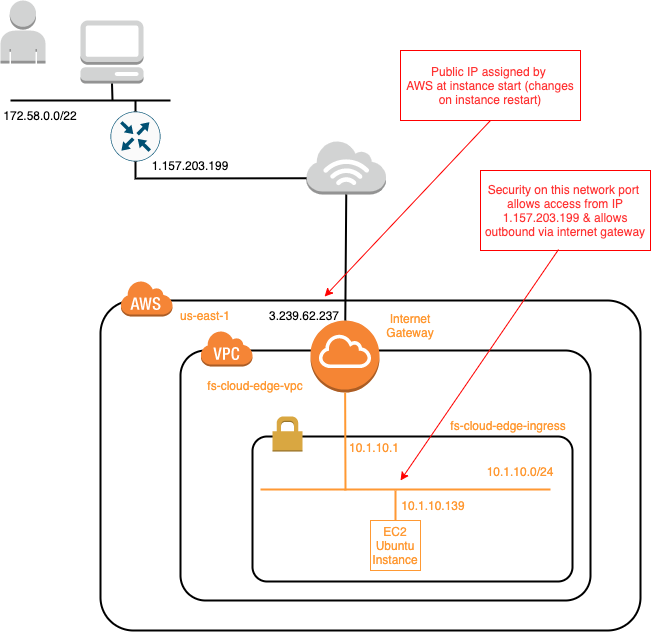 Public IP assigned by
AWS at instance start (changes
on instance restart)
172.58.0.0/22
1.157.203.199
Security on this network port
allows access from IP
1.157.203.199 & allows
outbound via internet gateway
AWS
us-east-1
3.239.62.237
Internet
Gateway
VPC
fs-cloud-edge-vpc
fs-cloud-edge-ingress
10.1.10.1
10.1.10.0/24
10.1.10.139
EC2
Ubuntu
Instance